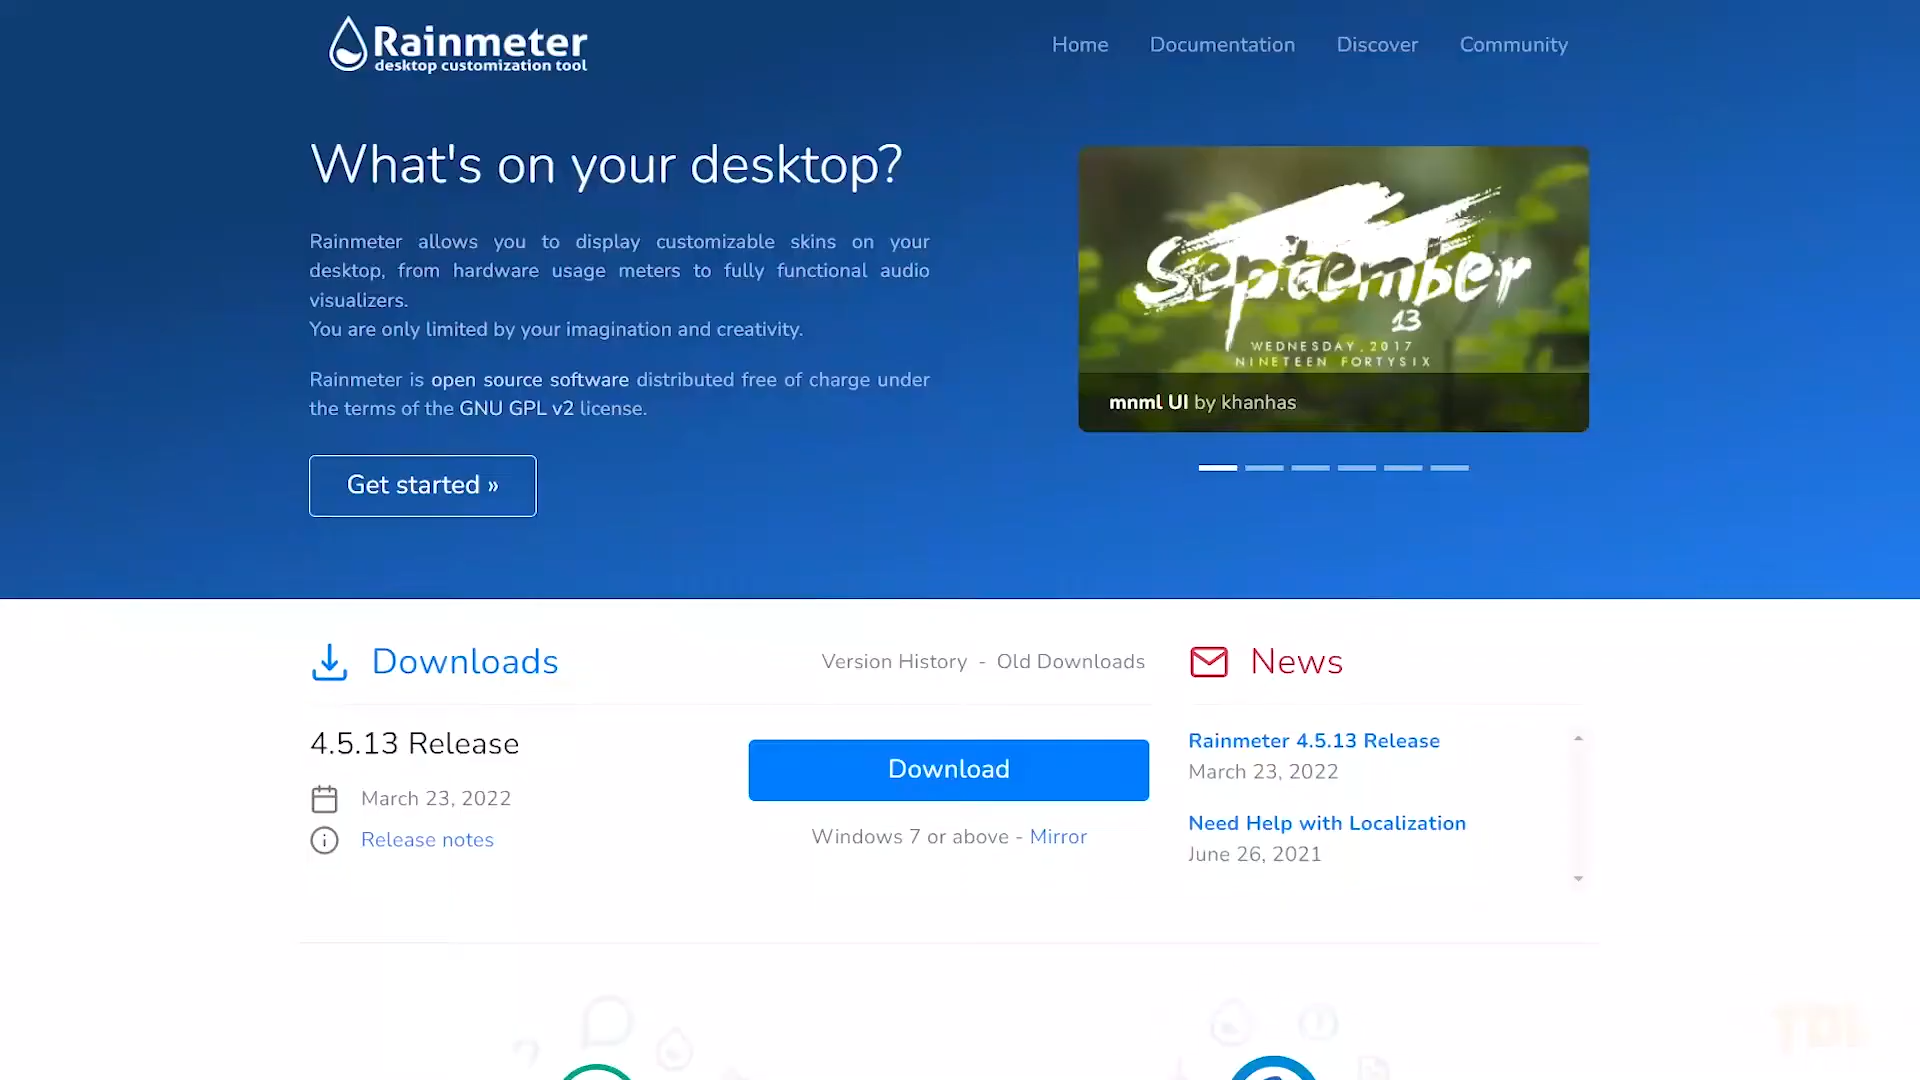 Rainmeter
desktop customization tool
Home
Documentation
Discover
Community
What's on your desktop?
Rainmeter allows you to display customizable skins on your
desktop, from hardware usage meters to fully functional audio
visualizers.
You are only limited by your imagination and creativity.
Rainmeter is open source software distributed free of charge under
the terms of the GNU GPL v2 license.
Get started »
September
13
WEDNESDAY, 2017
NINETEEN FORTYSIX
mnml UI by khanhas
Downloads
Version History - Old Downloads
4.5.13 Release
March 23, 2022
Release notes
Download
Windows 7 or above - Mirror
News
Rainmeter 4.5.13 Release
March 23, 2022
Need Help with Localization
June 26, 2021